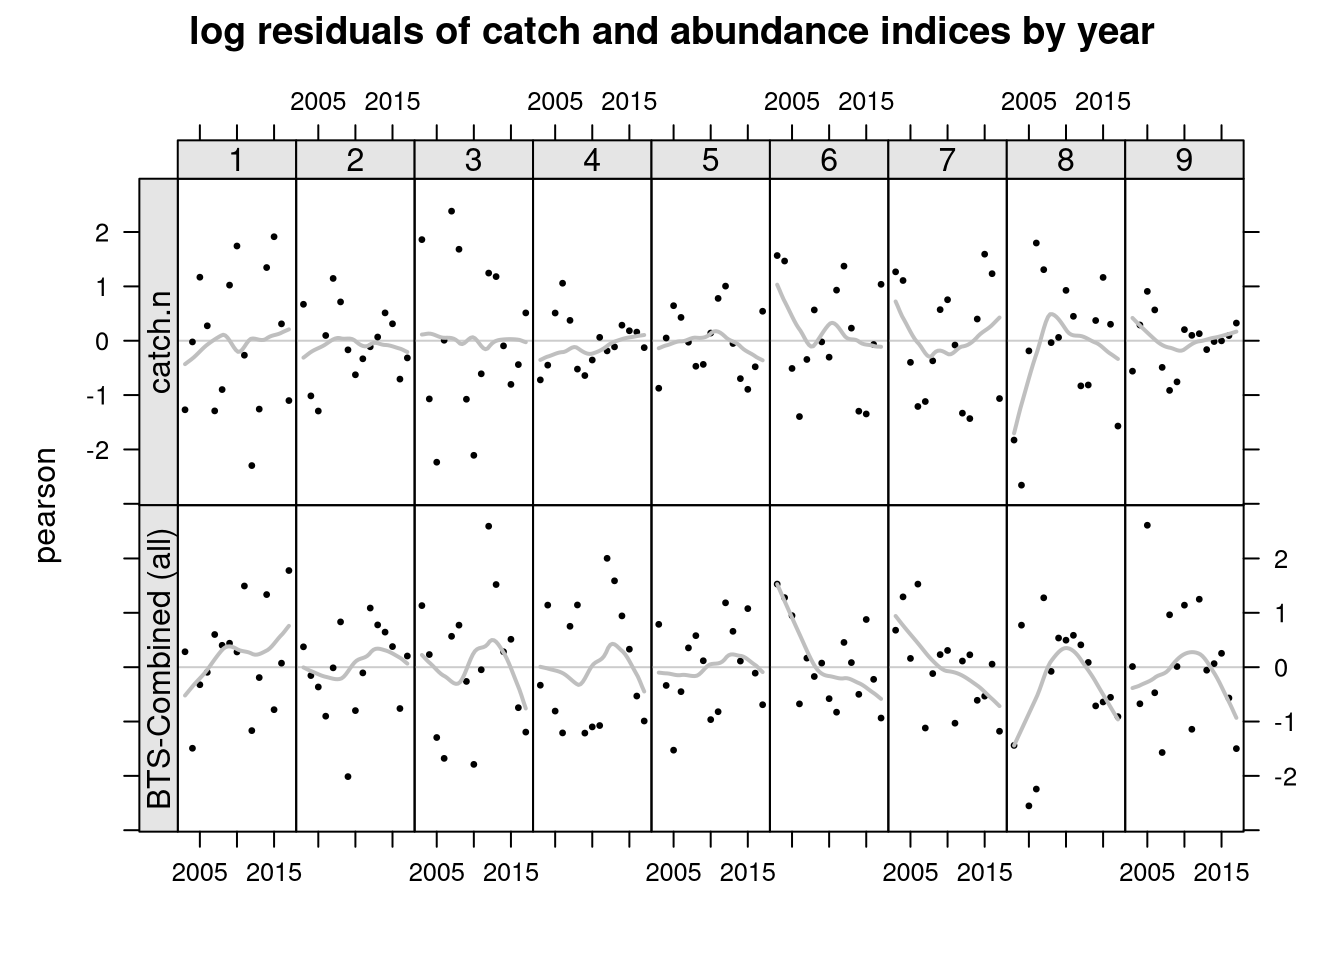 log residuals of catch and abundance indices by year
2005 2015 2005 2015 2005 2015 2005 2015
1 2 3 4 5 6 7 8 9
catch.n
2
1
0
-1
-2
pearson
BTS-Combined (all)
2
1
0
-1
-2
2005 2015 2005 2015 2005 2015 2005 2015 2005 2015